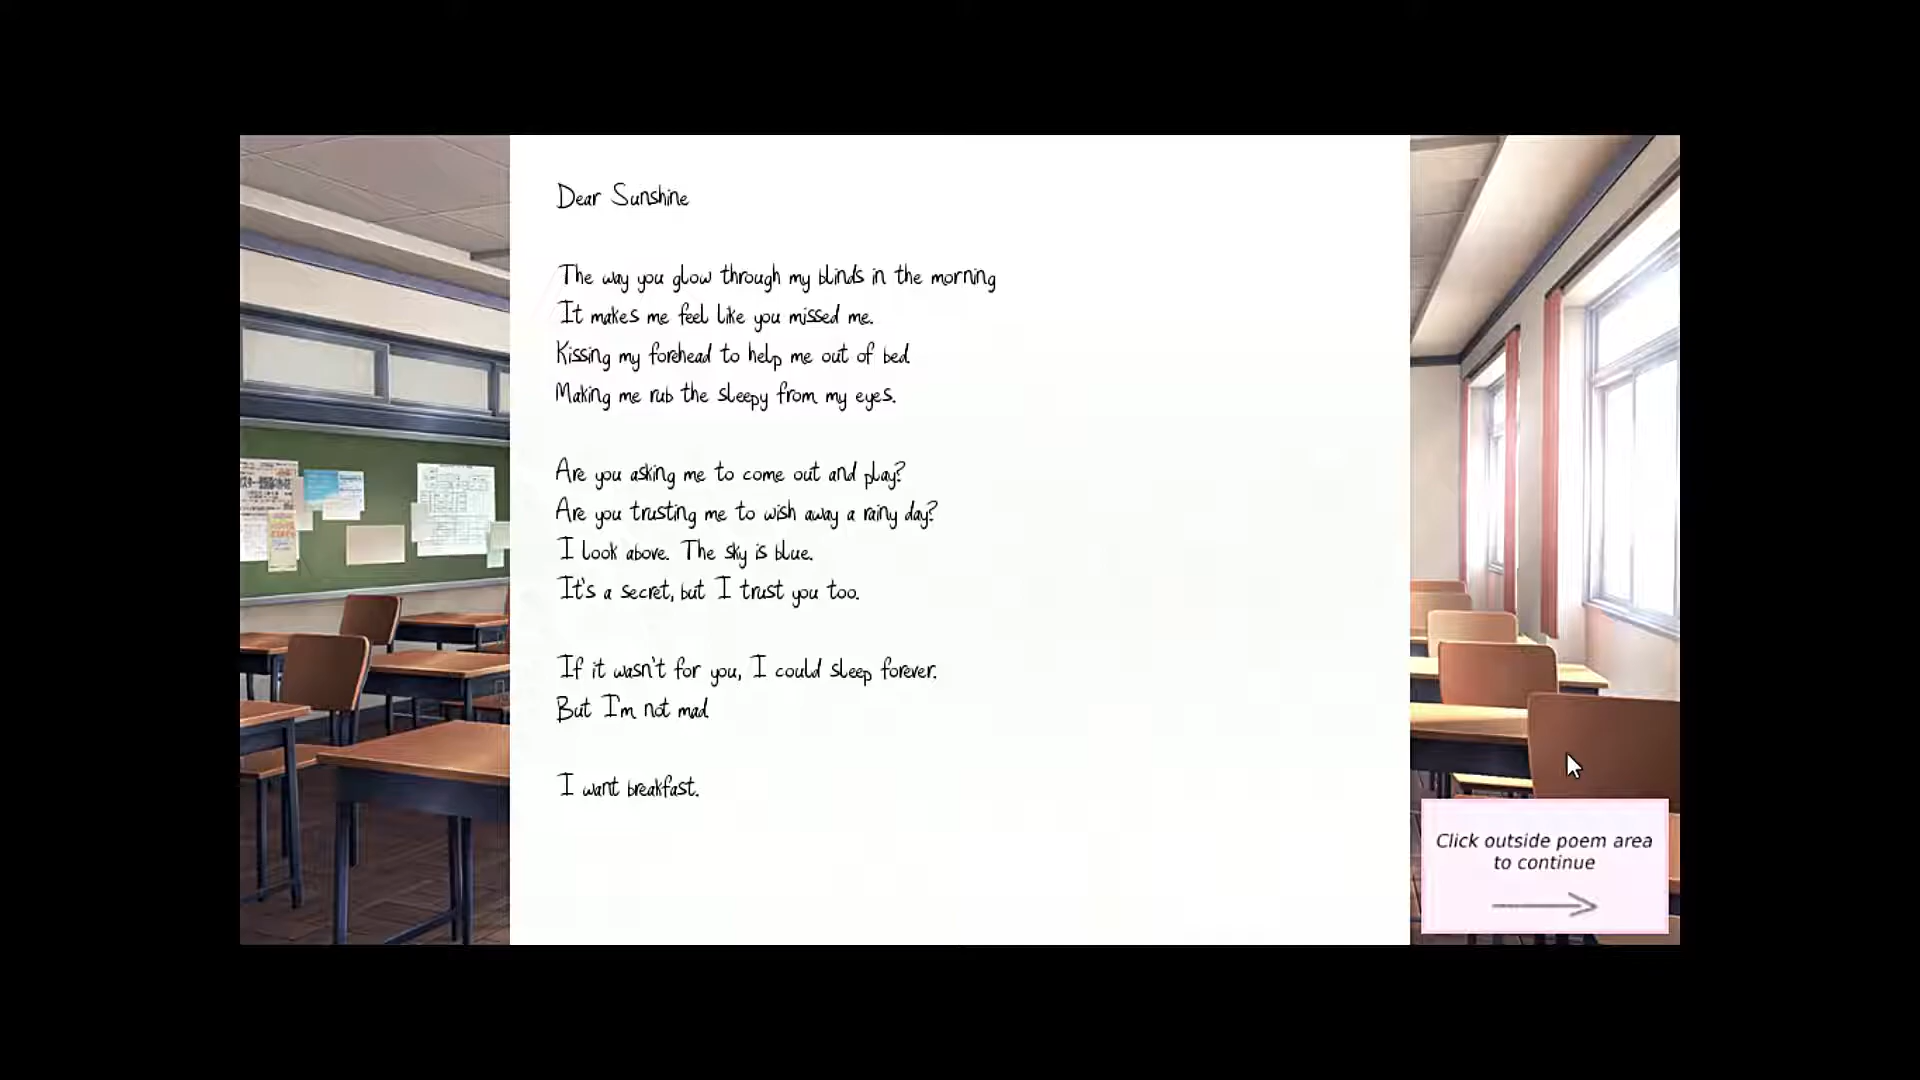 Dear Sunshine
The way you glow through my blinds in the morning
It makes me feel like you missed me.
Kissing my forehead to help me out of bed
Making me rub the sleepy from my eyes.
Are you asking me to come out and play?
Are you trusting me to wish away a rainy day?
I look above. The sky is blue.
It's a secret, but I trust you too.
If it wasn't for you, I could sleep forever.
But I'm not mad
I want breakfast.
Click outside poem area
to continue